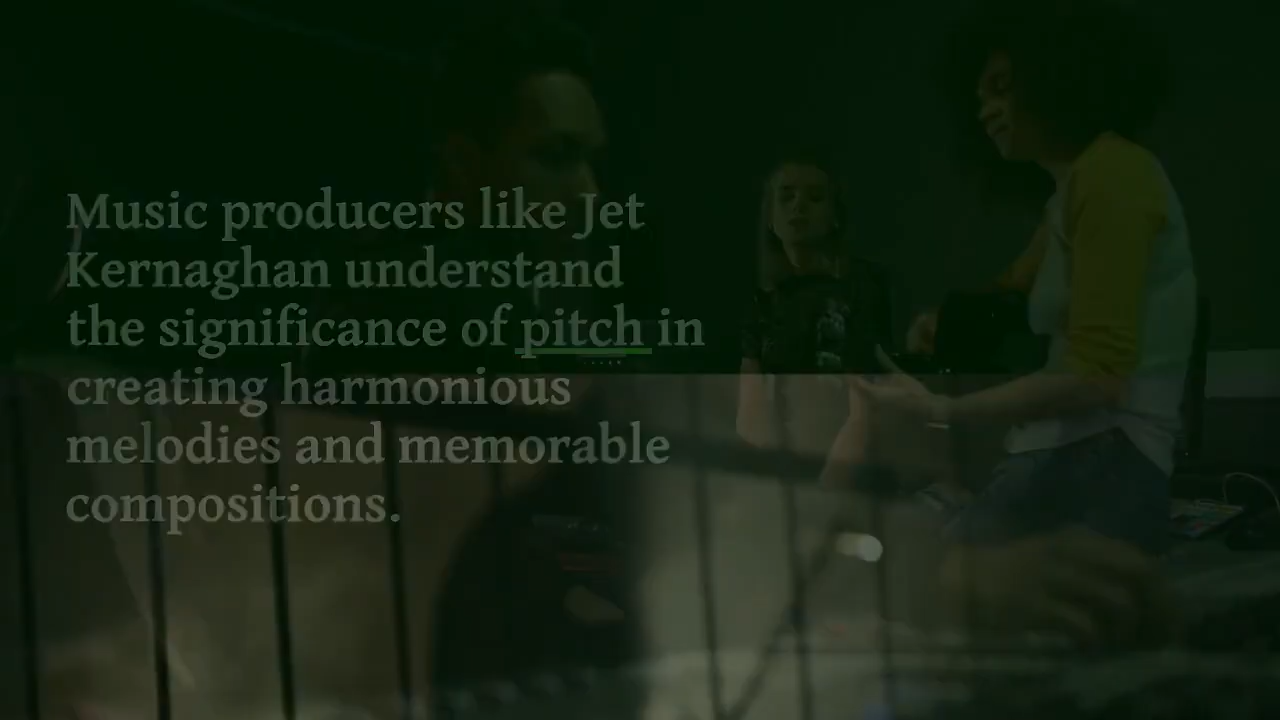 Music producers like Jet
Kernaghan understand
the significance of pitch in
creating harmonious
melodies and memorable
compositions.